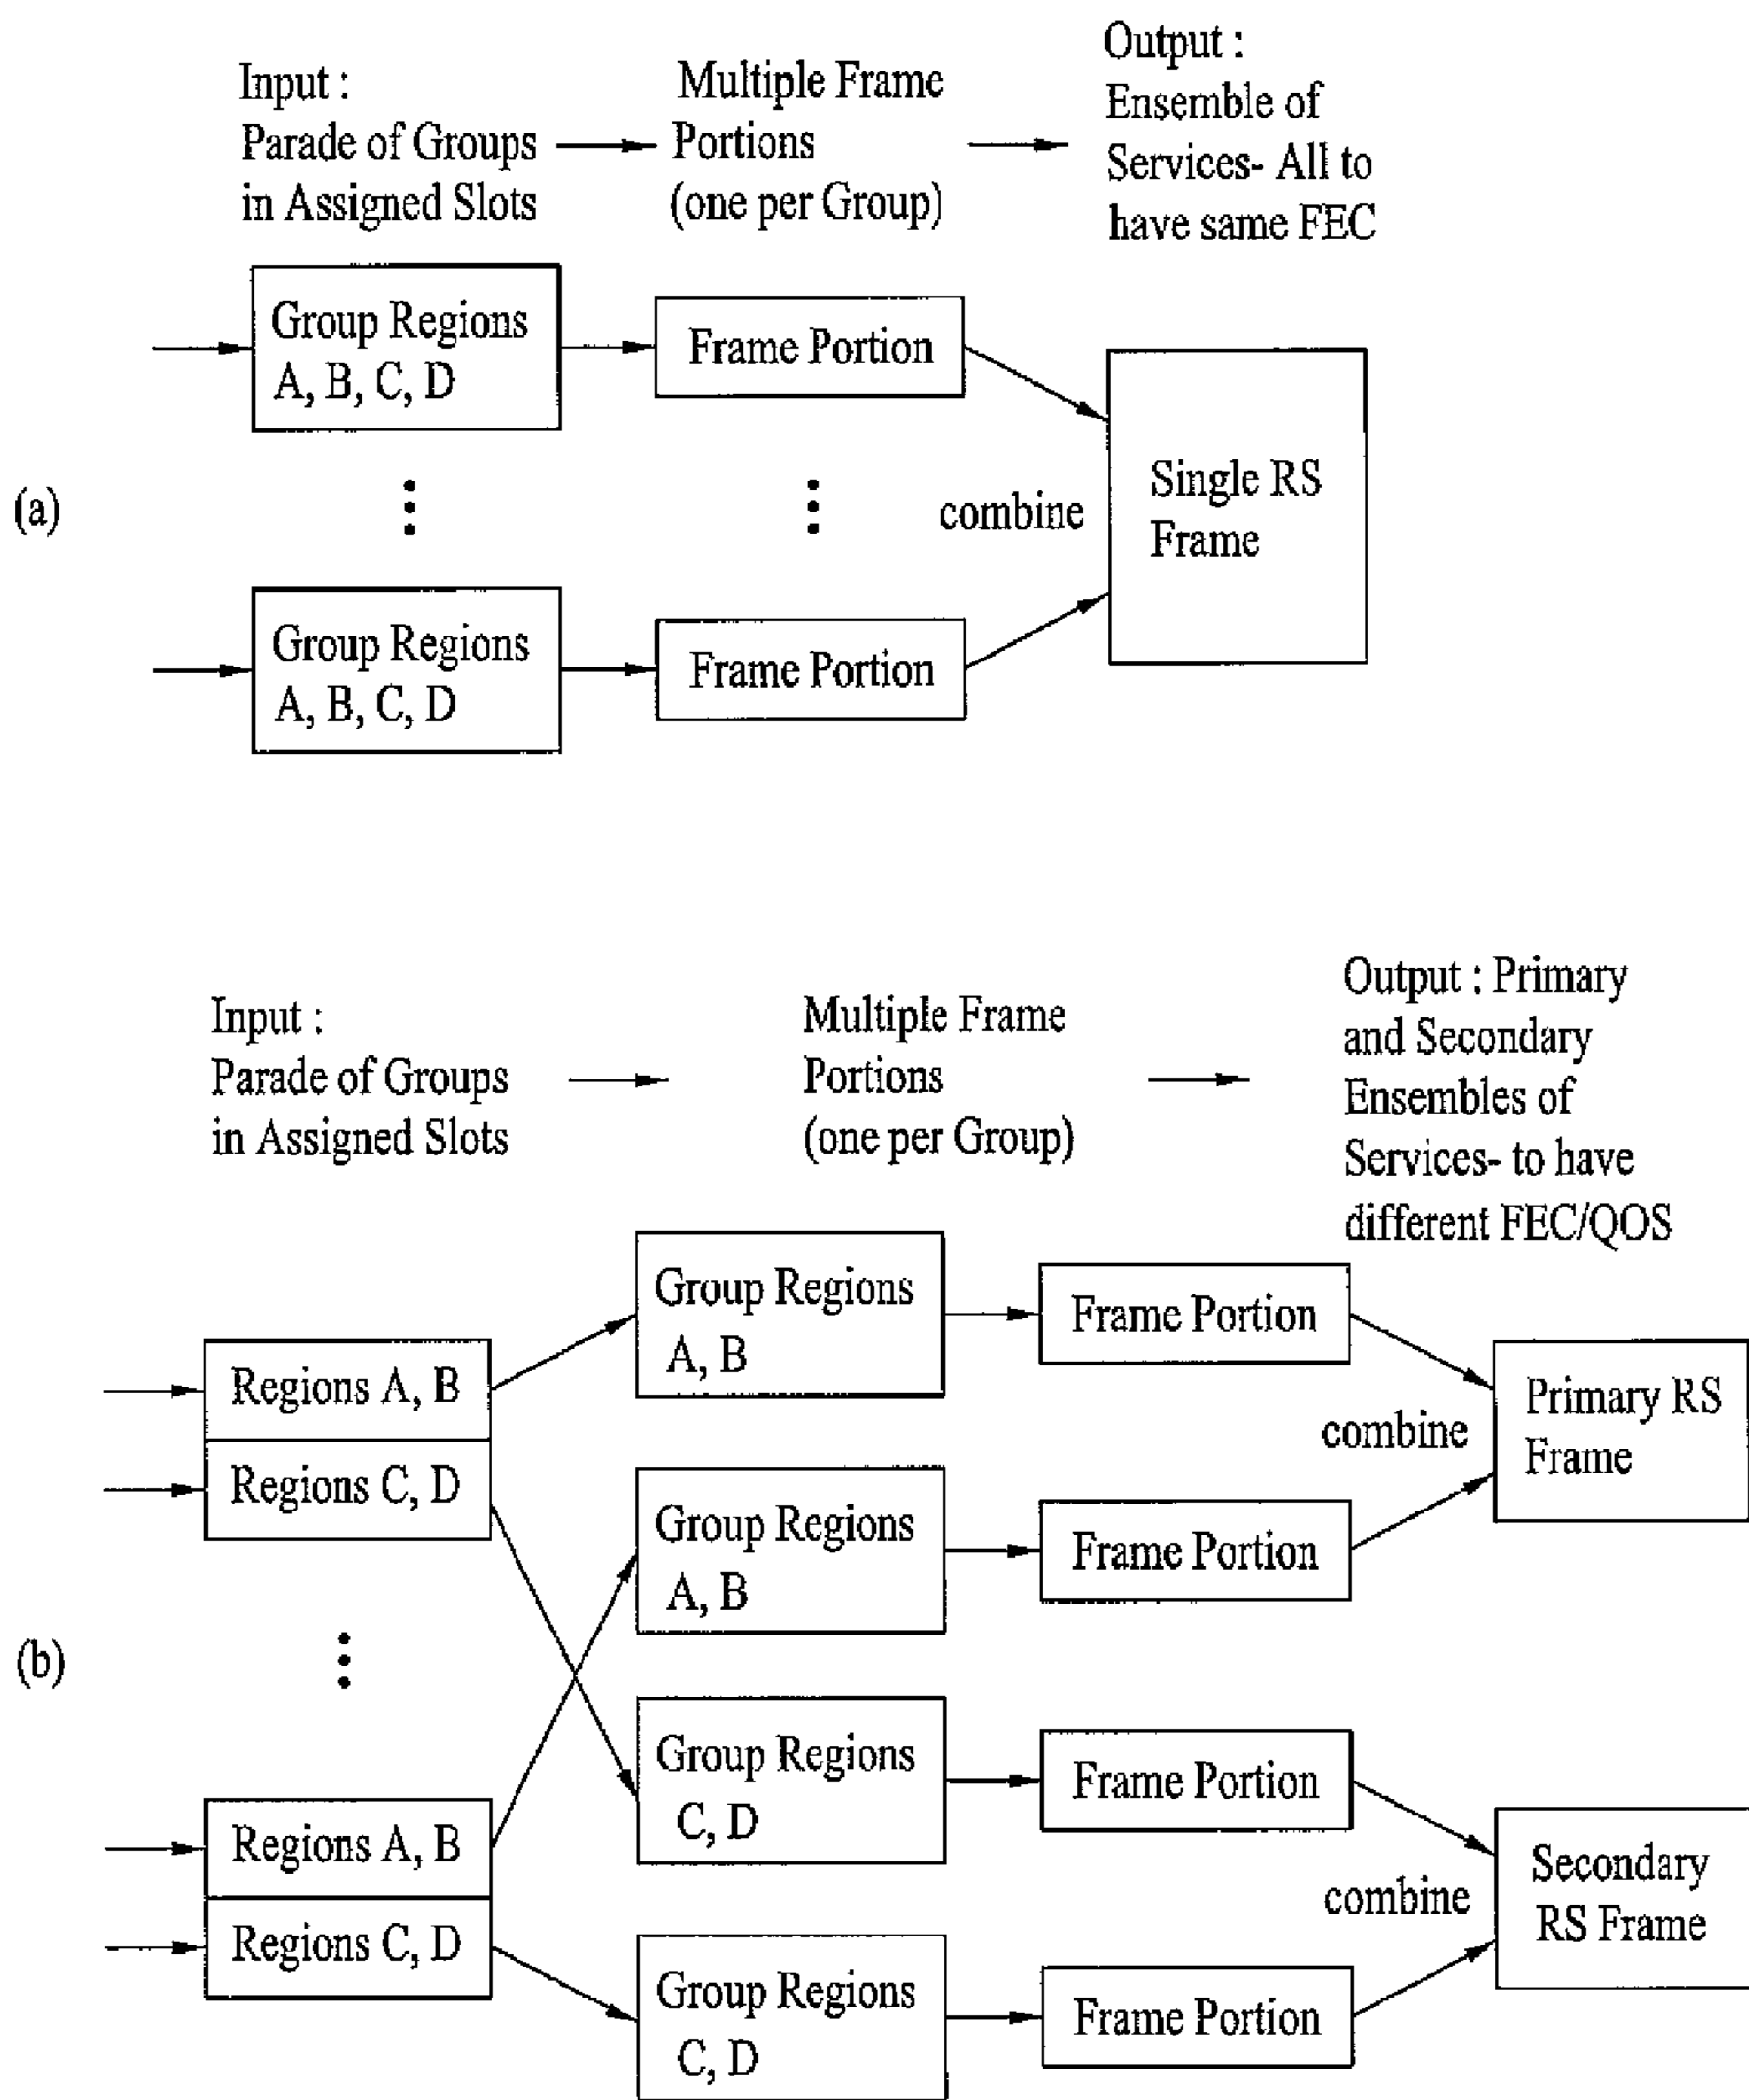 Input :
Parade of Groups
in Assigned Slots
Multiple Frame
Portions
(one per Group)
Output :
Ensemble of
Services- All to
have same FEC
(a)
Group Regions
A, B, C, D
Frame Portion
Group Regions
A, B, C, D
Frame Portion
combine
Single RS
Frame
Input :
Parade of Groups
in Assigned Slots
Multiple Frame
Portions
(one per Group)
Output : Primary
and Secondary
Ensembles of
Services- to have
different FEC/QOS
(b)
Regions A, B
Regions C, D
Regions A, B
Regions C, D
Group Regions
A, B
Frame Portion
Group Regions
A, B
Frame Portion
combine
Primary RS
Frame
Group Regions
C, D
Frame Portion
Group Regions
C, D
Frame Portion
combine
Secondary
RS Frame